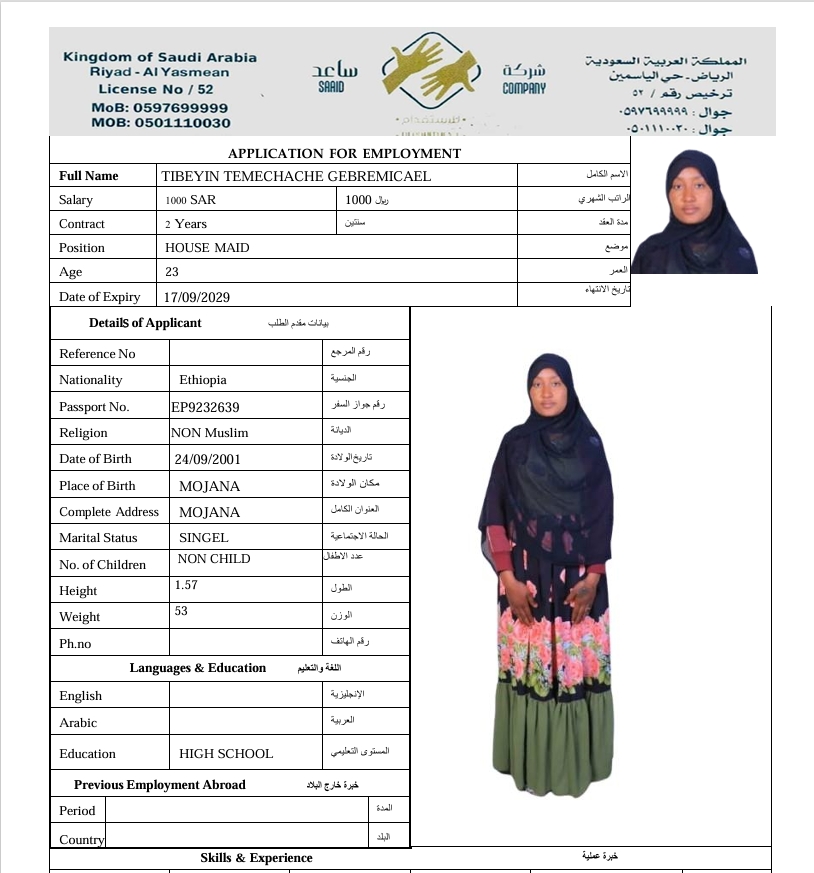 Kingdom of Saudi Arabia
Riyad - Al Yasmean
License No / 52
MoB: 0597699999
MOB: 0501110030
ساعد
SAAID
شركة
COMPANY
للاستقدام
المملكة العربية السعودية
الرياض - حي الياسمين
ترخيص رقم / ٥٢
جوال : ٠٥٩٧٦٩٩٩٩٩
جوال : ٠٥٠١١١٠٠٣٠
APPLICATION FOR EMPLOYMENT
Full Name TIBEYIN TEMECHACHE GEBREMICAEL الاسم الكامل
Salary 1000 SAR 1000 ريال الراتب الشهري
Contract 2 Years سنتين مدة العقد
Position HOUSE MAID موضع
Age 23 العمر
Date of Expiry 17/09/2029 تاريخ الانتهاء
Details of Applicant بيانات مقدم الطلب
Reference No رقم المرجع
Nationality Ethiopia الجنسية
Passport No. EP9232639 رقم جواز السفر
Religion NON Muslim الديانة
Date of Birth 24/09/2001 تاريخ الولادة
Place of Birth MOJANA مكان الولادة
Complete Address MOJANA العنوان الكامل
Marital Status SINGEL الحالة الاجتماعية
No. of Children NON CHILD عدد الاطفال
Height 1.57 الطول
Weight 53 الوزن
Ph.no رقم الهاتف
Languages & Education اللغة والتعليم
English الإنجليزية
Arabic العربية
Education HIGH SCHOOL المستوى التعليمي
Previous Employment Abroad خبرة خارج البلاد
Period المدة
Country البلد
Skills & Experience خبرة عملية